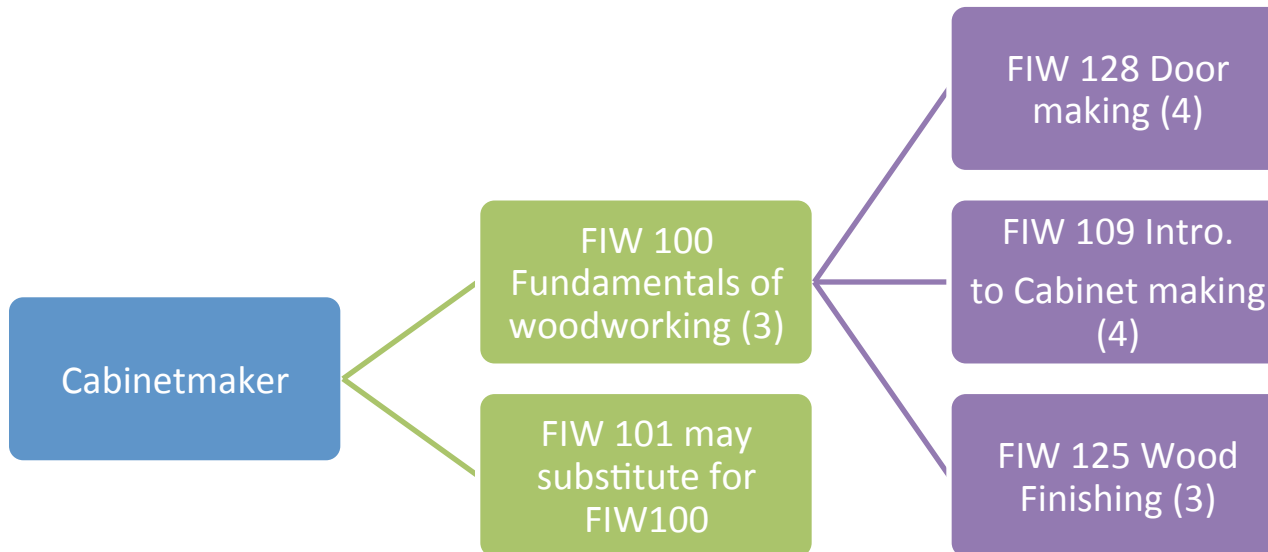 Cabinetmaker
FIW 100
Fundamentals of
woodworking (3)
FIW 101 may
substitute for
FIW100
FIW 128 Door
making (4)
FIW 109 Intro.
to Cabinet making
(4)
FIW 125 Wood
Finishing (3)